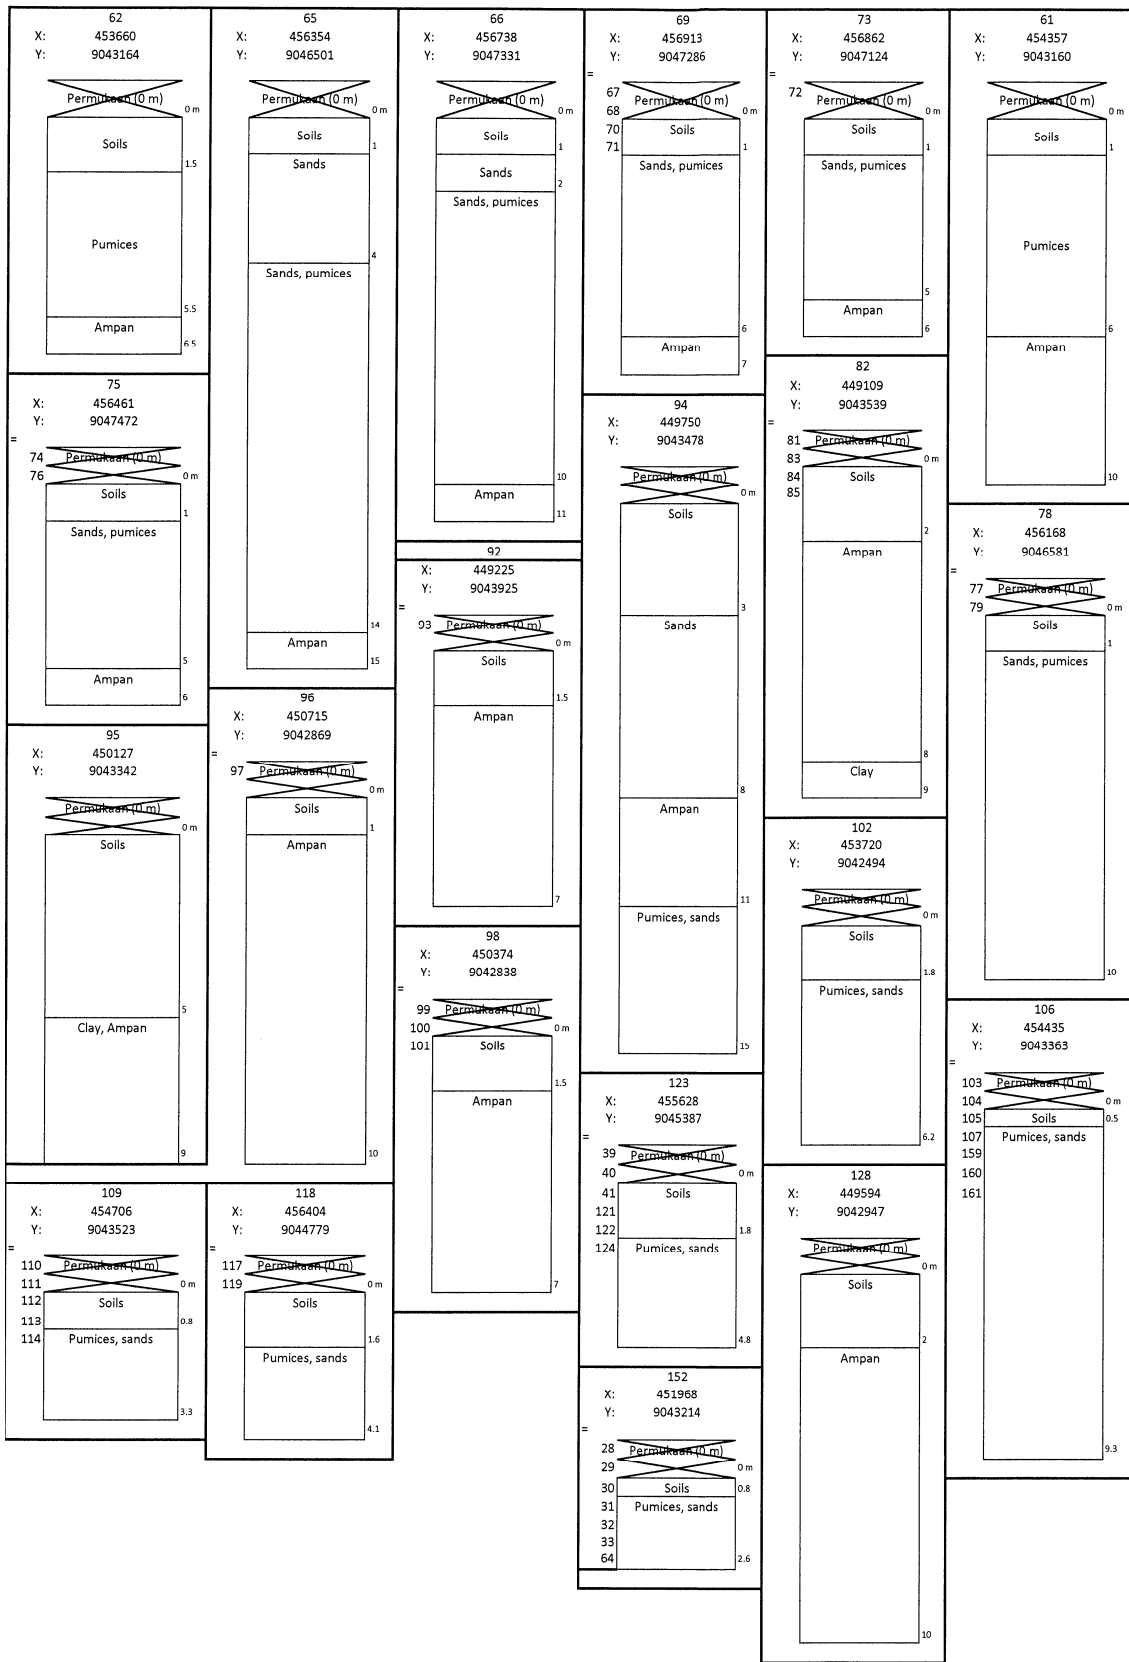 62
X: 453660
Y: 9043164
Permukaan (0 m)
0 m
Soils
1.5
Pumices
5.5
Ampan
6.5
75
X: 456461
Y: 9047472
=
74 Permukaan (0 m)
76
0 m
Soils
1
Sands, pumices
5
Ampan
6
95
X: 450127
Y: 9043342
Permukaan (0 m)
0 m
Soils
5
Clay, Ampan
9
109
X: 454706
Y: 9043523
=
110 Permukaan (0 m)
111
0 m
112 Soils
113
0.8
114 Pumices, sands
3.3
65
X: 456354
Y: 9046501
Permukaan (0 m)
0 m
Soils
1
Sands
4
Sands, pumices
14
Ampan
15
96
X: 450715
Y: 9042869
=
97 Permukaan (0 m)
0 m
Soils
1
Ampan
10
118
X: 456404
Y: 9044779
=
117 Permukaan (0 m)
119
0 m
Soils
1.6
Pumices, sands
4.1
66
X: 456738
Y: 9047331
Permukaan (0 m)
0 m
Soils
1
Sands
2
Sands, pumices
10
Ampan
11
92
X: 449225
Y: 9043925
=
93 Permukaan (0 m)
0 m
Soils
1.5
Ampan
7
98
X: 450374
Y: 9042838
=
99 Permukaan (0 m)
100
0 m
101 Soils
1.5
Ampan
7
69
X: 456913
Y: 9047286
=
67 Permukaan (0 m)
68
0 m
70 Soils
71
1
Sands, pumices
6
Ampan
7
94
X: 449750
Y: 9043478
Permukaan (0 m)
0 m
Soils
3
Sands
8
Ampan
11
Pumices, sands
15
123
X: 455628
Y: 9045387
=
39 Permukaan (0 m)
40
0 m
41 Soils
121
122
1.8
124 Pumices, sands
4.8
152
X: 451968
Y: 9043214
=
28 Permukaan (0 m)
29
0 m
30 Soils
0.8
31 Pumices, sands
32
33
64
2.6
73
X: 456862
Y: 9047124
=
72 Permukaan (0 m)
0 m
Soils
1
Sands, pumices
5
Ampan
6
82
X: 449109
Y: 9043539
=
81 Permukaan (0 m)
83
0 m
84 Soils
85
2
Ampan
8
Clay
9
102
X: 453720
Y: 9042494
Permukaan (0 m)
0 m
Soils
1.8
Pumices, sands
6.2
128
X: 449594
Y: 9042947
Permukaan (0 m)
0 m
Soils
2
Ampan
10
61
X: 454357
Y: 9043160
Permukaan (0 m)
0 m
Soils
1
Pumices
6
Ampan
10
78
X: 456168
Y: 9046581
=
77 Permukaan (0 m)
79
0 m
Soils
1
Sands, pumices
10
106
X: 454435
Y: 9043363
=
103 Permukaan (0 m)
104
0 m
105 Soils
0.5
107 Pumices, sands
159
160
161
9.3